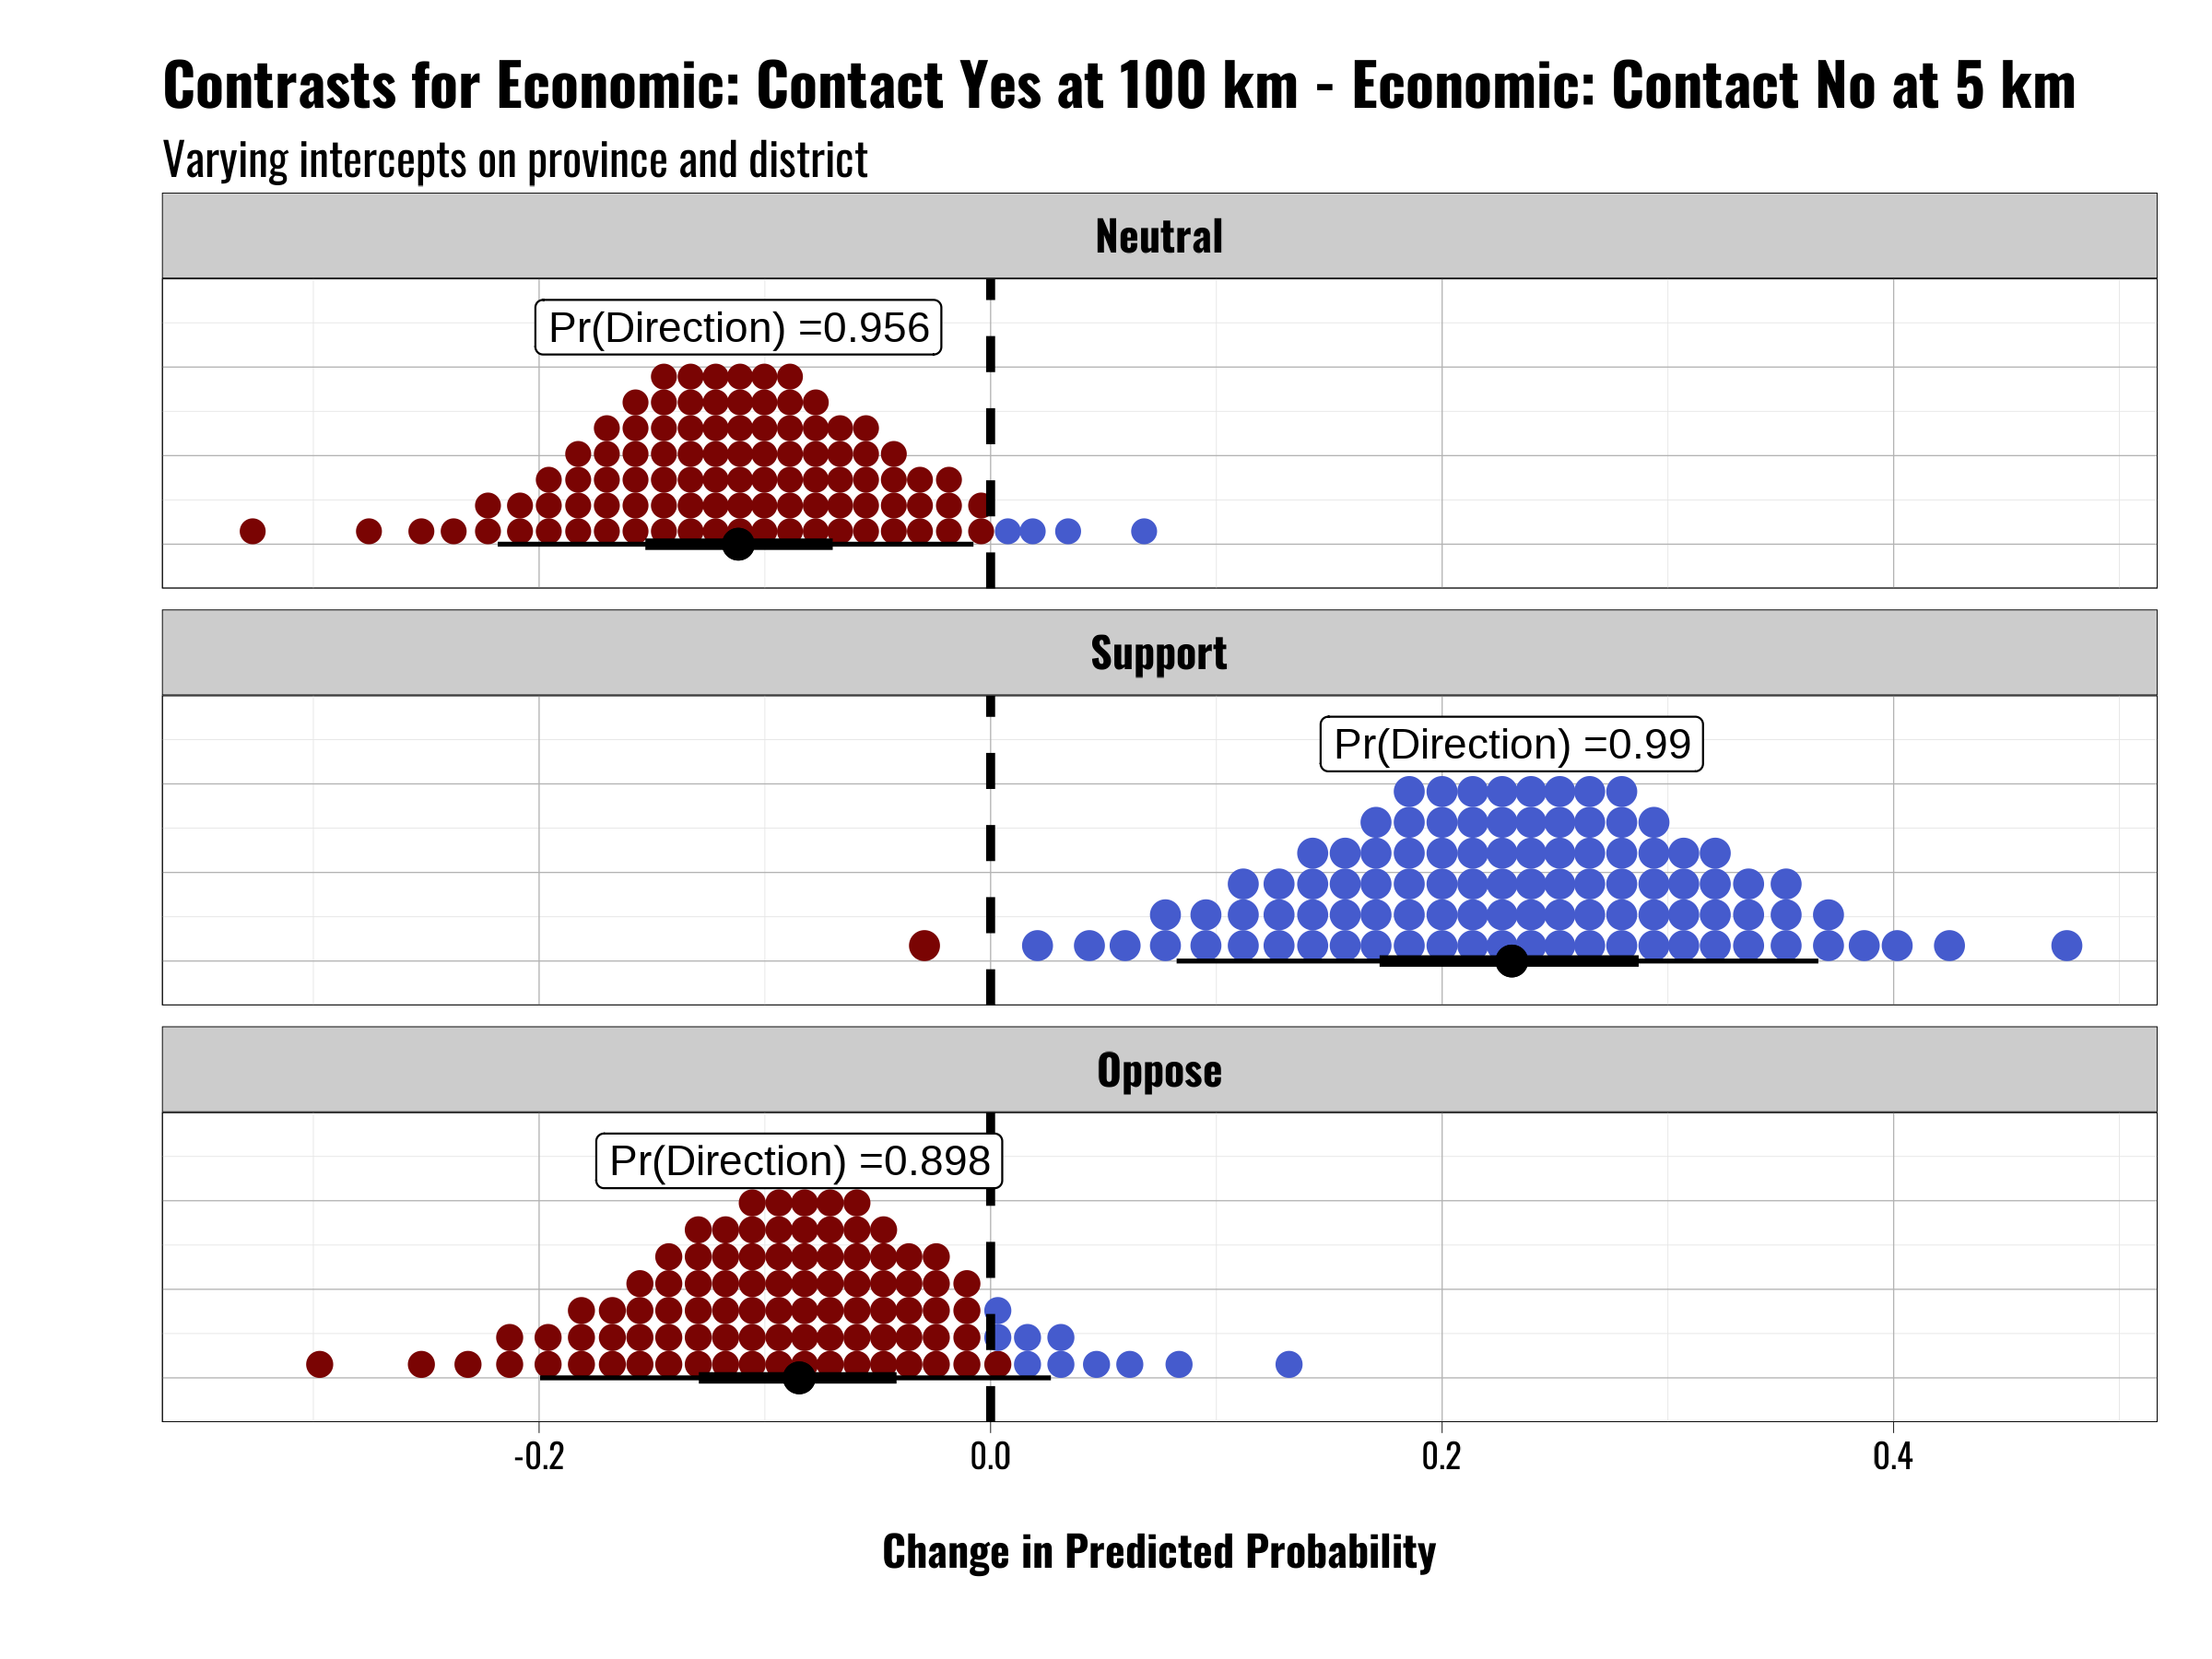 Contrasts for Economic: Contact Yes at 100 km - Economic: Contact No at 5 km
Varying intercepts on province and district
Neutral
Pr(Direction) =0.956
Support
Pr(Direction) =0.99
Oppose
Pr(Direction) =0.898
-0.2 0.0 0.2 0.4
Change in Predicted Probability